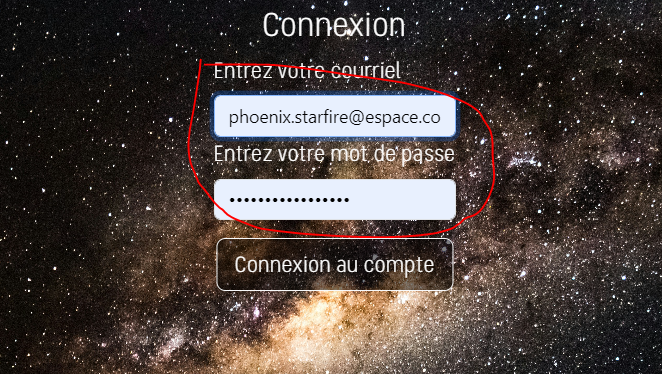 Connexion
Entrez votre courriel
phoenix.starfire@espace.co
Entrez votre mot de passe
•••••••••••••••••
Connexion au compte